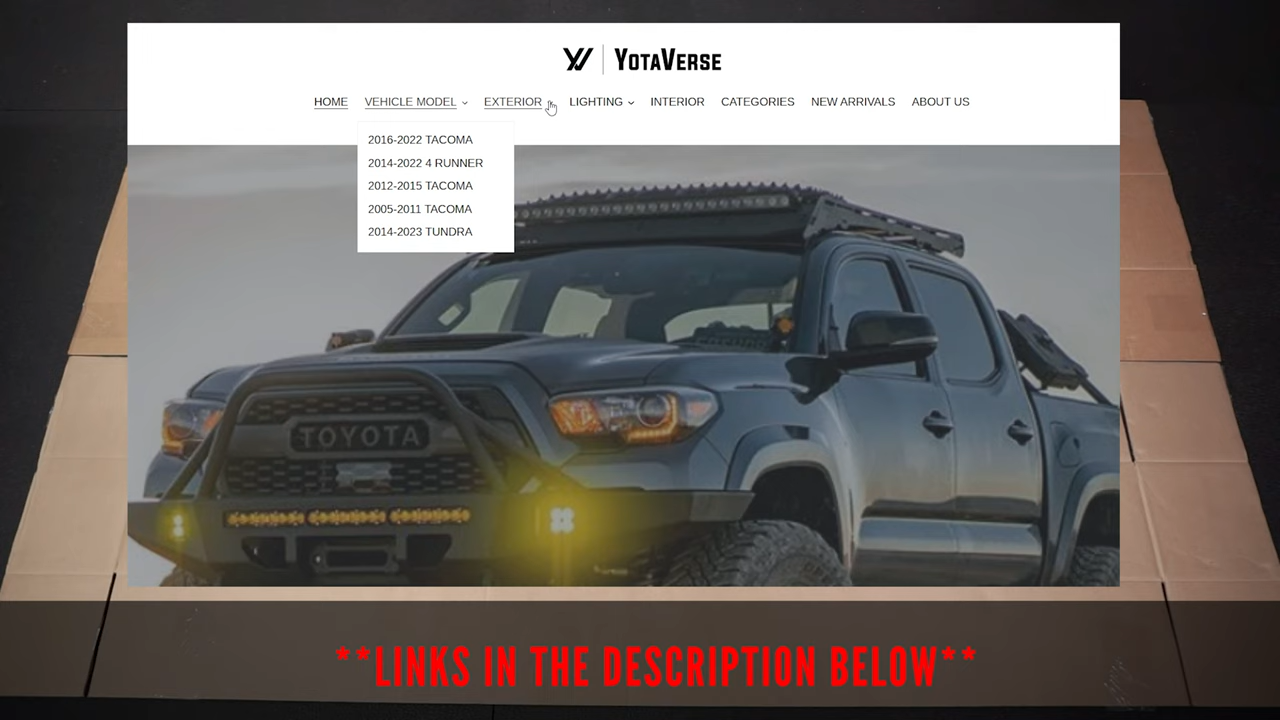 YOTAVERSE
HOME VEHICLE MODEL EXTERIOR LIGHTING INTERIOR CATEGORIES NEW ARRIVALS ABOUT US
2016-2022 TACOMA
2014-2022 4 RUNNER
2012-2015 TACOMA
2005-2011 TACOMA
2014-2023 TUNDRA
TOYOTA
**LINKS IN THE DESCRIPTION BELOW**